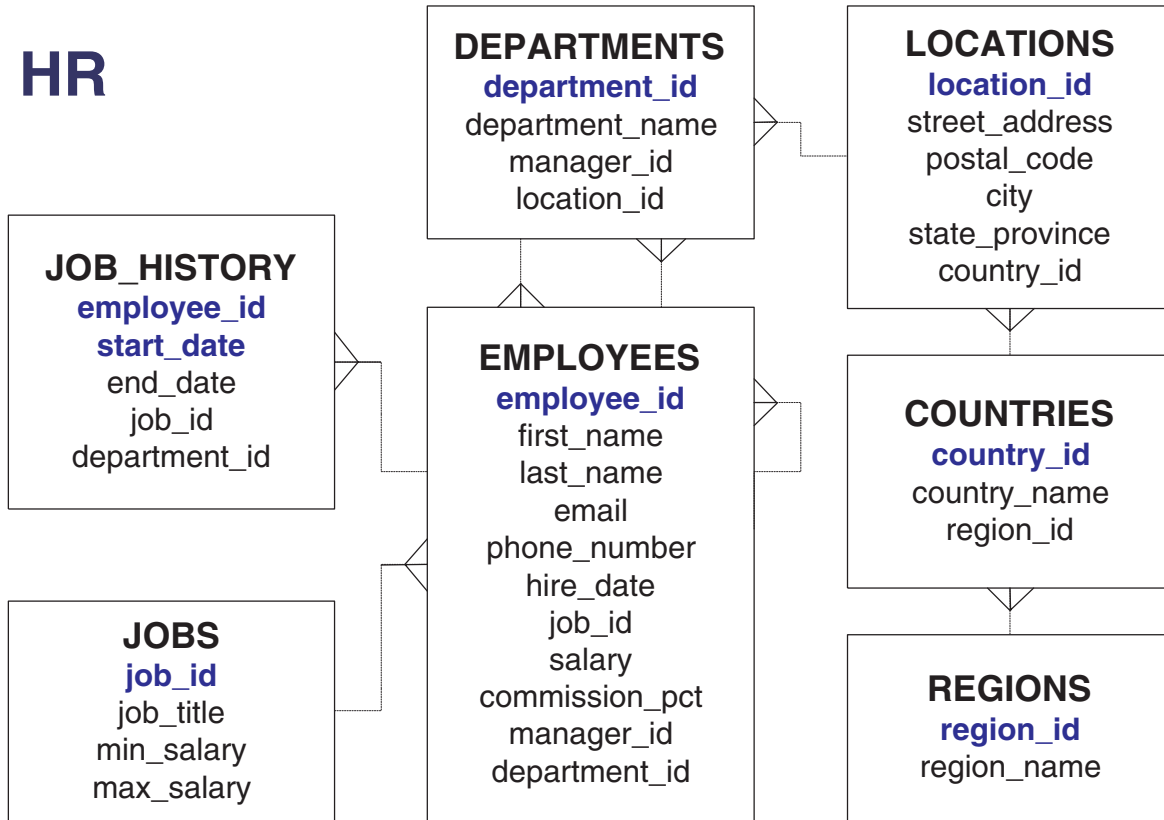 HR
DEPARTMENTS
department_id
department_name
manager_id
location_id
LOCATIONS
location_id
street_address
postal_code
city
state_province
country_id
JOB_HISTORY
employee_id
start_date
end_date
job_id
department_id
EMPLOYEES
employee_id
first_name
last_name
email
phone_number
hire_date
job_id
salary
commission_pct
manager_id
department_id
COUNTRIES
country_id
country_name
region_id
JOBS
job_id
job_title
min_salary
max_salary
REGIONS
region_id
region_name